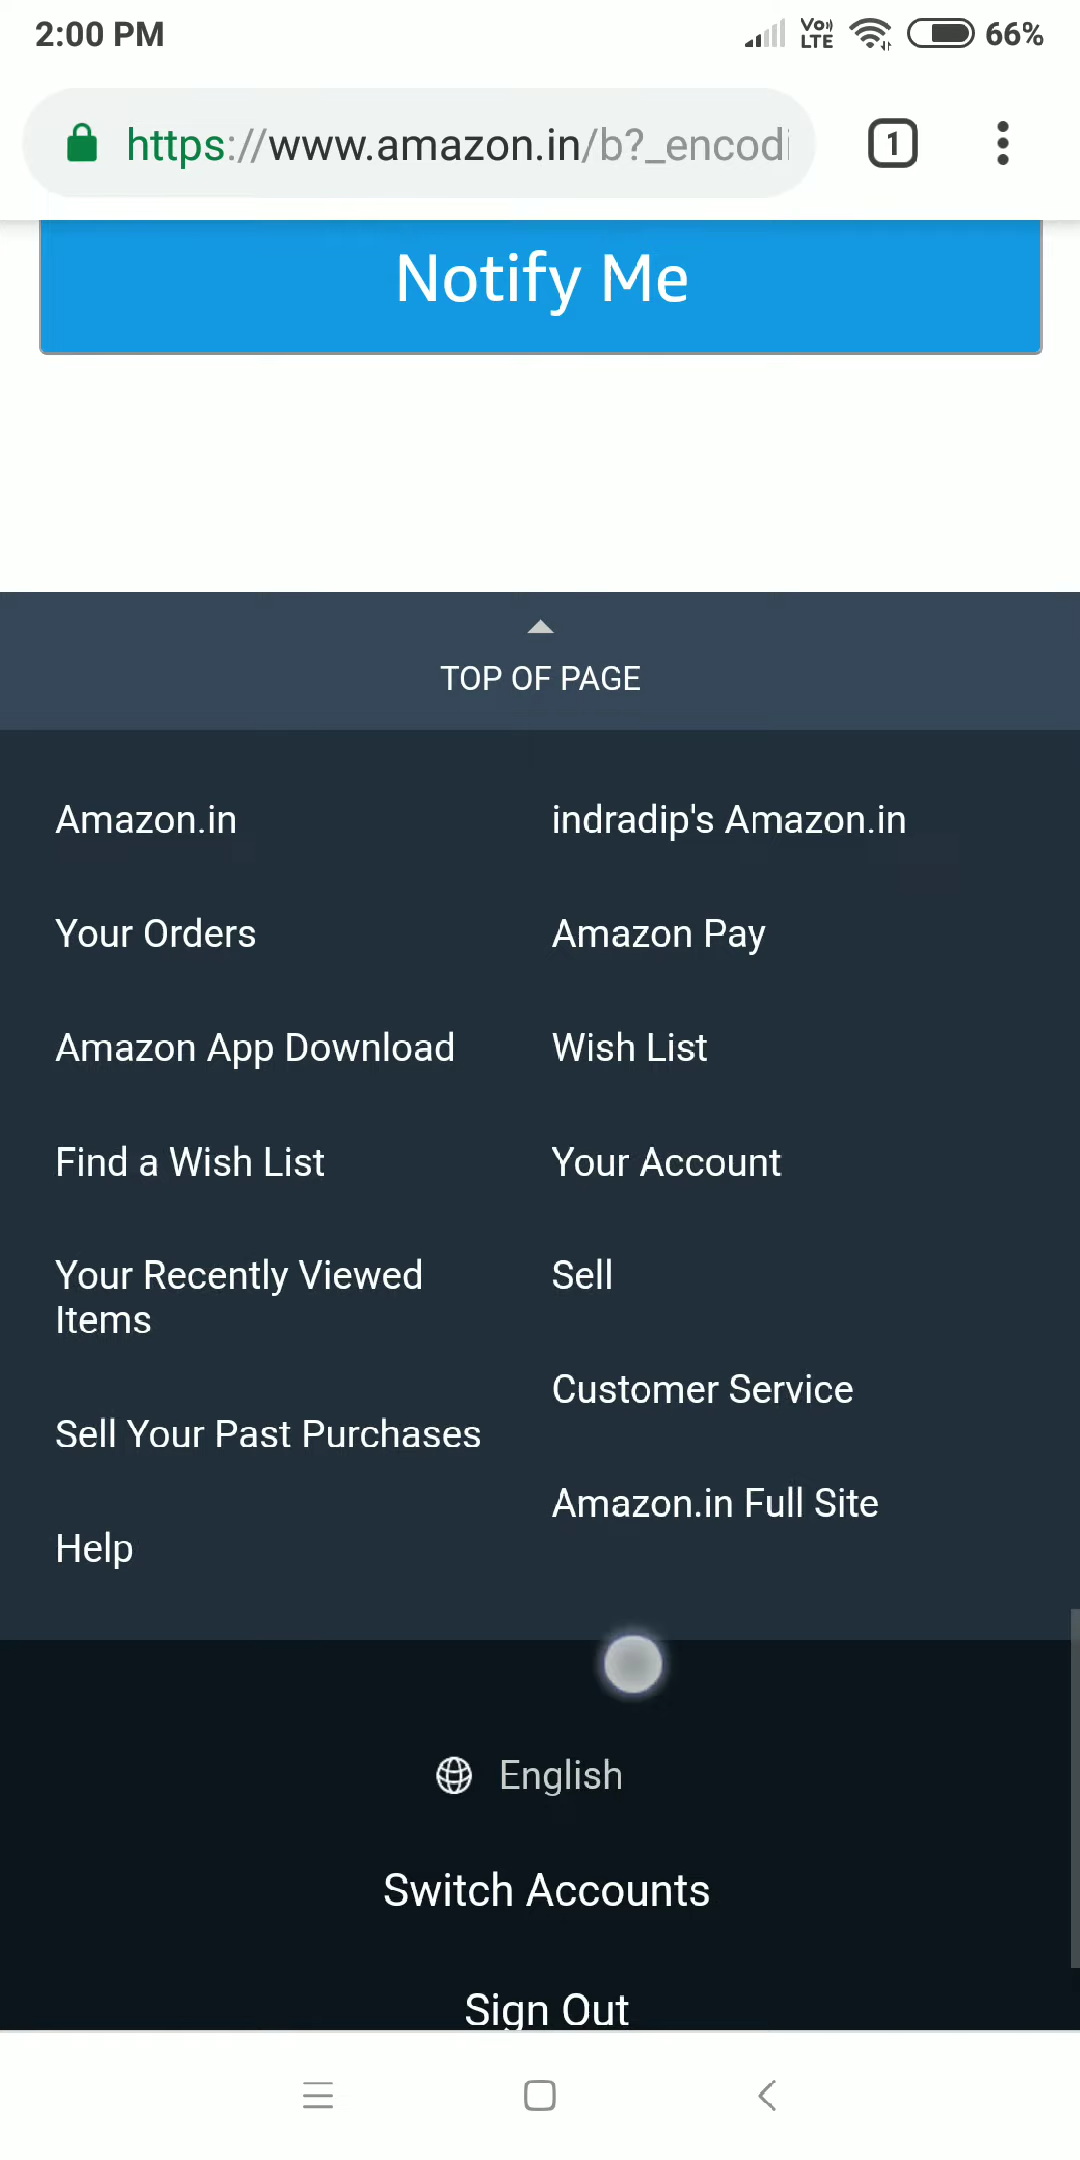 2:00 PM
Vo)) LTE
66%
https://www.amazon.in/b?_encodi
1
Notify Me
TOP OF PAGE
Amazon.in
indradip's Amazon.in
Your Orders
Amazon Pay
Amazon App Download
Wish List
Find a Wish List
Your Account
Your Recently Viewed
Items
Sell
Customer Service
Sell Your Past Purchases
Amazon.in Full Site
Help
English
Switch Accounts
Sign Out